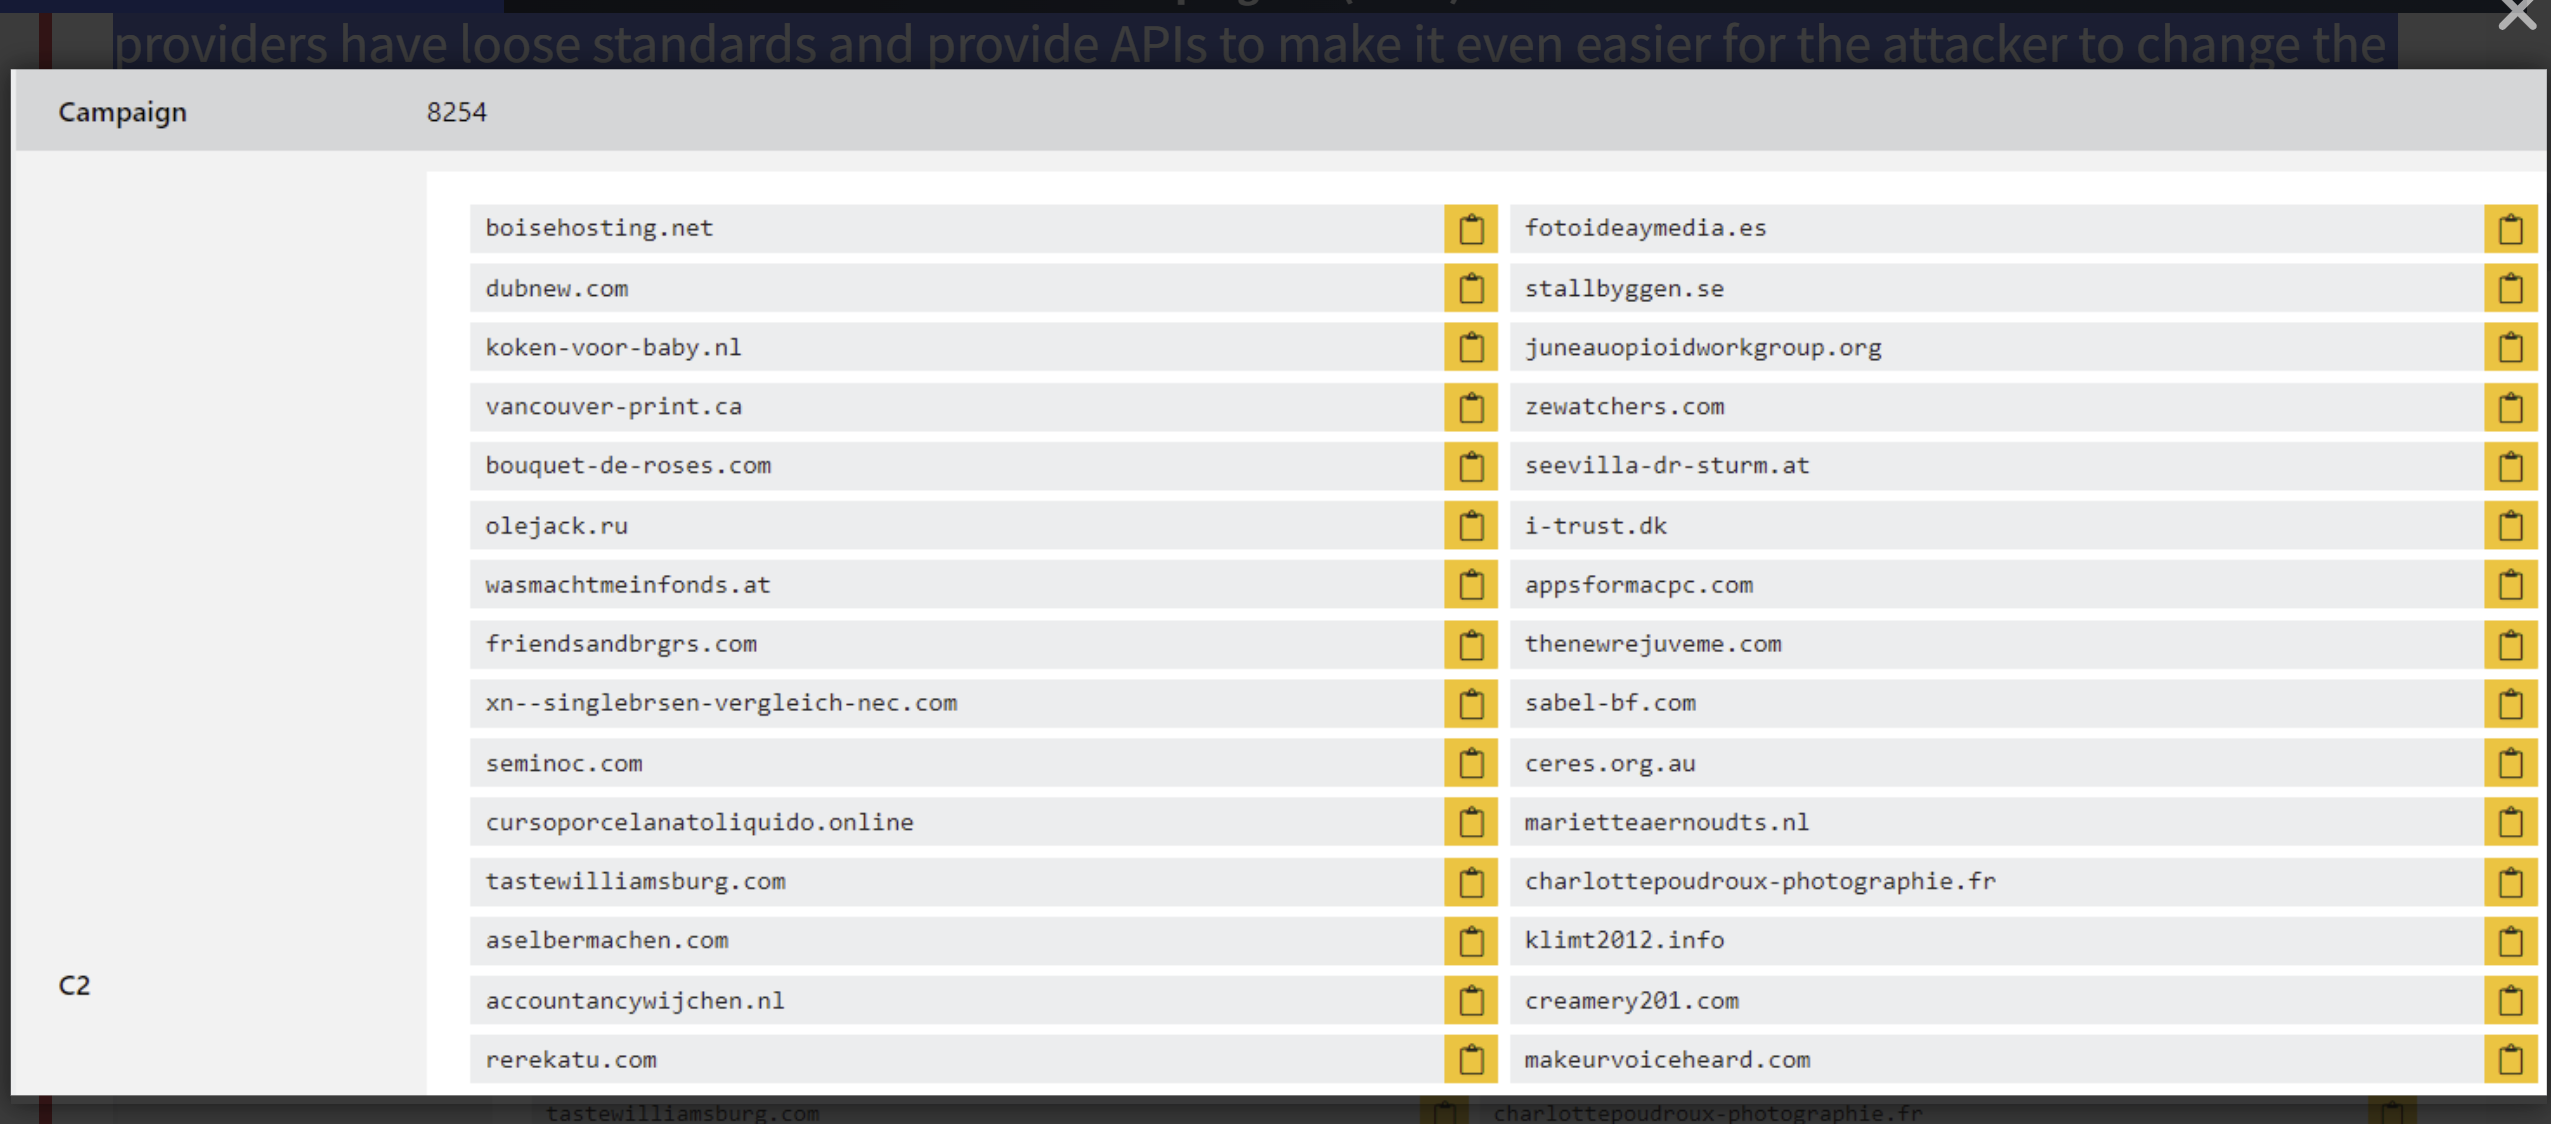 providers have loose standards and provide APIs to make it even easier for the attacker to change the
Campaign 8254
boisehosting.net fotoideaymedia.es
dubnew.com stallbyggen.se
koken-voor-baby.nl juneauopioidworkgroup.org
vancouver-print.ca zewatchers.com
bouquet-de-roses.com seevilla-dr-sturm.at
olejack.ru i-trust.dk
wasmachtmeinfonds.at appsformacpc.com
friendsandbrgrs.com thenewrejuveme.com
xn--singlebrsen-vergleich-nec.com sabel-bf.com
seminoc.com ceres.org.au
cursoporcelanatoliquido.online marietteaernoudts.nl
tastewilliamsburg.com charlottepoudroux-photographie.fr
aselbermachen.com klimt2012.info
C2
accountancywijchen.nl creamery201.com
rerekatu.com makeurvoiceheard.com
tastewilliamsburg.com charlottepoudroux-photographie.fr